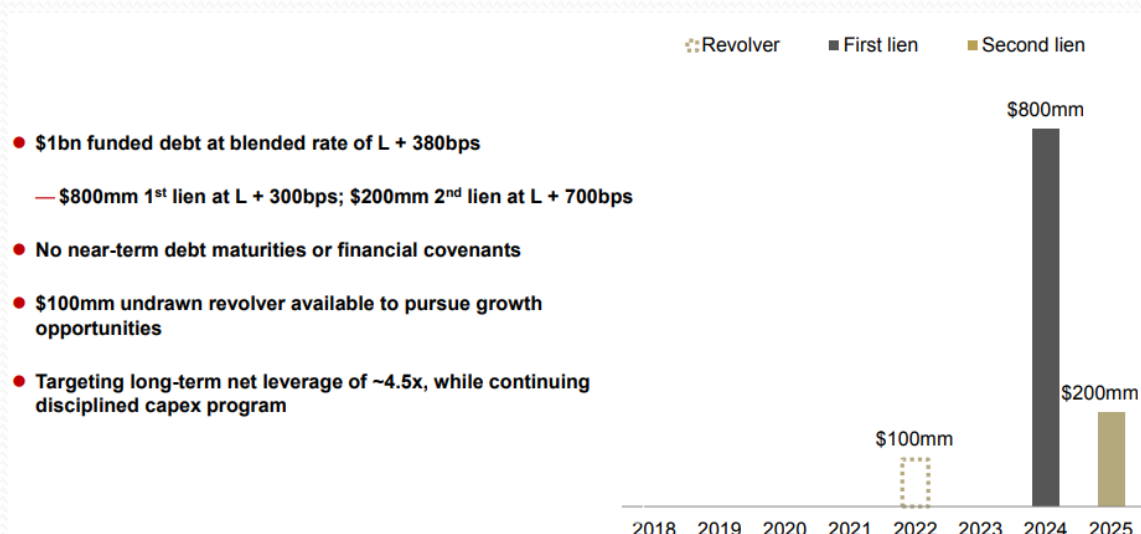 Revolver First lien Second lien
$800mm
● $1bn funded debt at blended rate of L + 380bps
— $800mm 1st lien at L + 300bps; $200mm 2nd lien at L + 700bps
● No near-term debt maturities or financial covenants
● $100mm undrawn revolver available to pursue growth
opportunities
● Targeting long-term net leverage of ~4.5x, while continuing
disciplined capex program
$200mm
$100mm
2018 2019 2020 2021 2022 2023 2024 2025